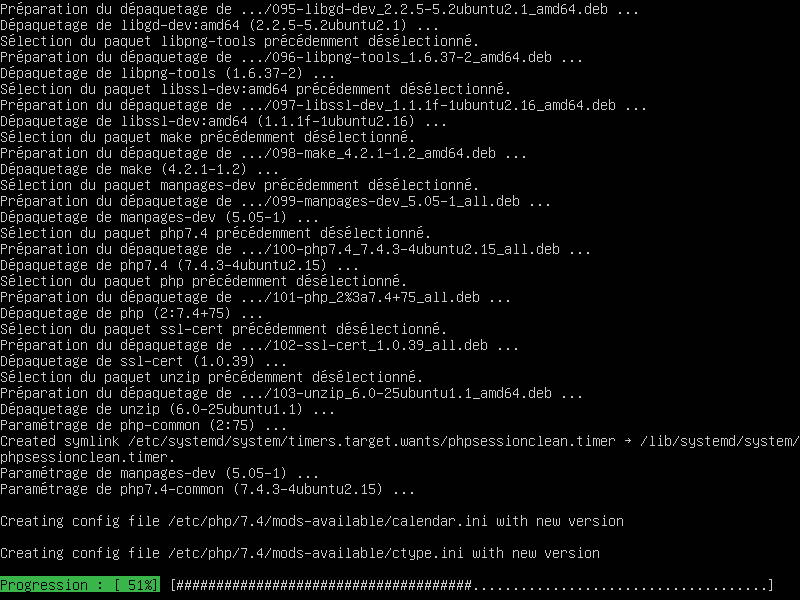 Préparation du dépaquetage de .../095-libgd-dev_2.2.5-5.2ubuntu2.1_amd64.deb ...
Dépaquetage de libgd-dev:amd64 (2.2.5-5.2ubuntu2.1) ...
Sélection du paquet libpng-tools précédemment désélectionné.
Préparation du dépaquetage de .../096-libpng-tools_1.6.37-2_amd64.deb ...
Dépaquetage de libpng-tools (1.6.37-2) ...
Sélection du paquet libssl-dev:amd64 précédemment désélectionné.
Préparation du dépaquetage de .../097-libssl-dev_1.1.1f-1ubuntu2.16_amd64.deb ...
Dépaquetage de libssl-dev:amd64 (1.1.1f-1ubuntu2.16) ...
Sélection du paquet make précédemment désélectionné.
Préparation du dépaquetage de .../098-make_4.2.1-1.2_amd64.deb ...
Dépaquetage de make (4.2.1-1.2) ...
Sélection du paquet manpages-dev précédemment désélectionné.
Préparation du dépaquetage de .../099-manpages-dev_5.05-1_all.deb ...
Dépaquetage de manpages-dev (5.05-1) ...
Sélection du paquet php7.4 précédemment désélectionné.
Préparation du dépaquetage de .../100-php7.4_7.4.3-4ubuntu2.15_all.deb ...
Dépaquetage de php7.4 (7.4.3-4ubuntu2.15) ...
Sélection du paquet php précédemment désélectionné.
Préparation du dépaquetage de .../101-php_2%3a7.4+75_all.deb ...
Dépaquetage de php (2:7.4+75) ...
Sélection du paquet ssl-cert précédemment désélectionné.
Préparation du dépaquetage de .../102-ssl-cert_1.0.39_all.deb ...
Dépaquetage de ssl-cert (1.0.39) ...
Sélection du paquet unzip précédemment désélectionné.
Préparation du dépaquetage de .../103-unzip_6.0-25ubuntu1.1_amd64.deb ...
Dépaquetage de unzip (6.0-25ubuntu1.1) ...
Paramétrage de php-common (2:75) ...
Created symlink /etc/systemd/system/timers.target.wants/phpsessionclean.timer → /lib/systemd/system/
phpsessionclean.timer.
Paramétrage de manpages-dev (5.05-1) ...
Paramétrage de php7.4-common (7.4.3-4ubuntu2.15) ...
Creating config file /etc/php/7.4/mods-available/calendar.ini with new version
Creating config file /etc/php/7.4/mods-available/ctype.ini with new version
Progression : [ 51%] [#####################################.....................................]